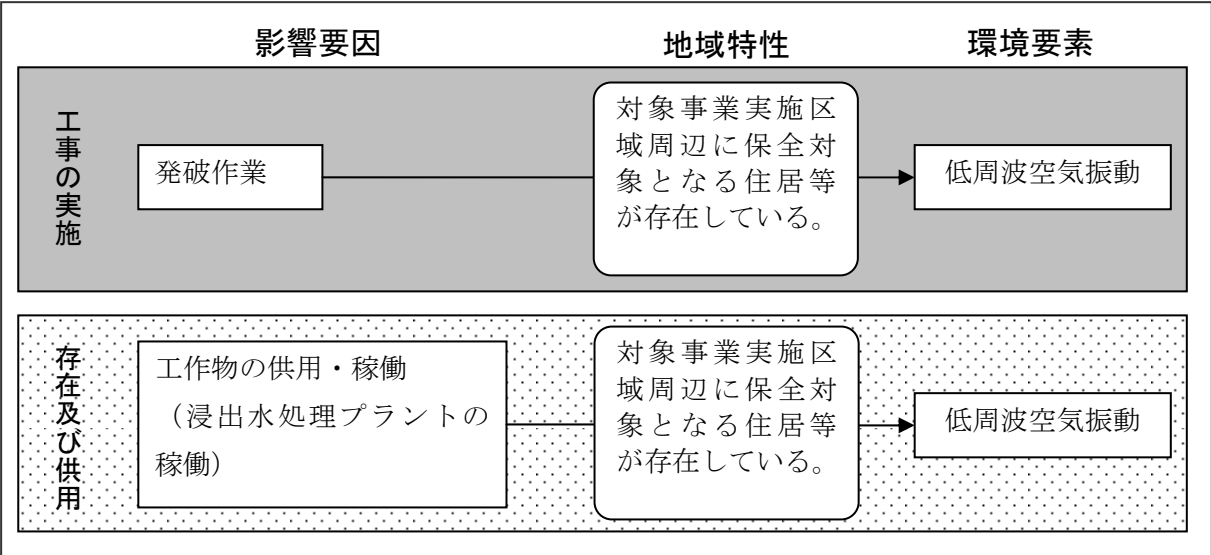 影響要因 地域特性 環境要素
工事の実施
発破作業
対象事業実施区
域周辺に保全対
象となる住居等
が存在している。
低周波空気振動
存在及び供用
工作物の供用・稼働
（浸出水処理プラントの
稼働）
対象事業実施区
域周辺に保全対
象となる住居等
が存在している。
低周波空気振動